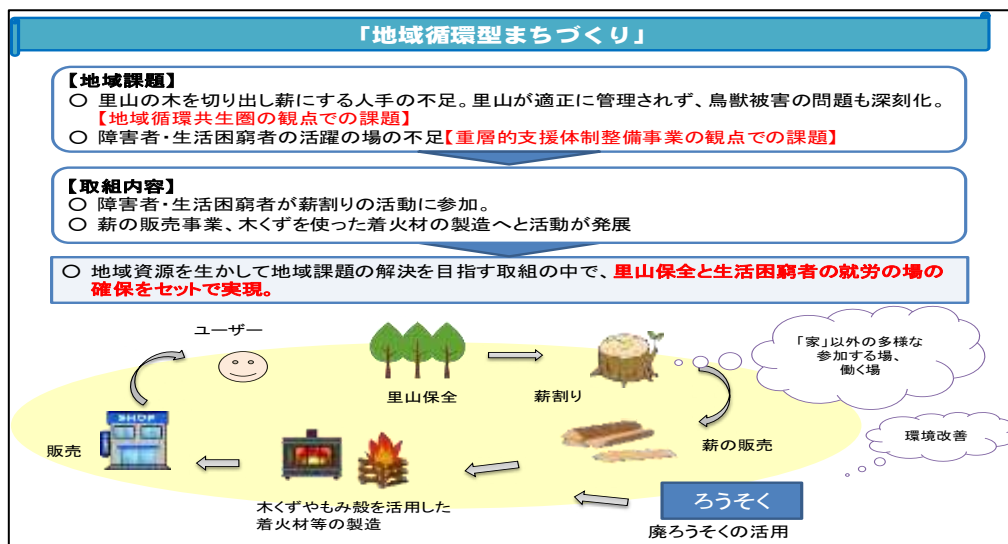 「地域循環型まちづくり」
【地域課題】
○ 里山の木を切り出し薪にする人手の不足。里山が適正に管理されず、鳥獣被害の問題も深刻化。
【地域循環共生圏の観点での課題】
○ 障害者・生活困窮者の活躍の場の不足【重層的支援体制整備事業の観点での課題】
【取組内容】
○ 障害者・生活困窮者が薪割りの活動に参加。
○ 薪の販売事業、木くずを使った着火材の製造へと活動が発展
○ 地域資源を生かして地域課題の解決を目指す取組の中で、里山保全と生活困窮者の就労の場の
確保をセットで実現。
ユーザー
里山保全
薪割り
「家」以外の多様な
参加する場、
働く場
SHOP
販売
薪の販売
環境改善
木くずやもみ殻を活用した
着火材等の製造
ろうそく
廃ろうそくの活用